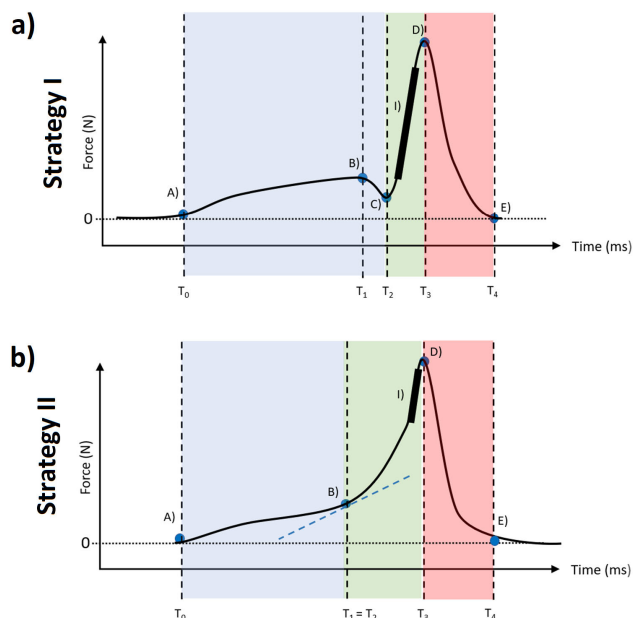 a)
Strategy I
Force (N)
A)
B)
C)
I)
D)
E)
0
Time (ms)
T0
T1
T2
T3
T4
b)
Strategy II
Force (N)
A)
B)
I)
D)
E)
0
Time (ms)
T0
T1 = T2
T3
T4